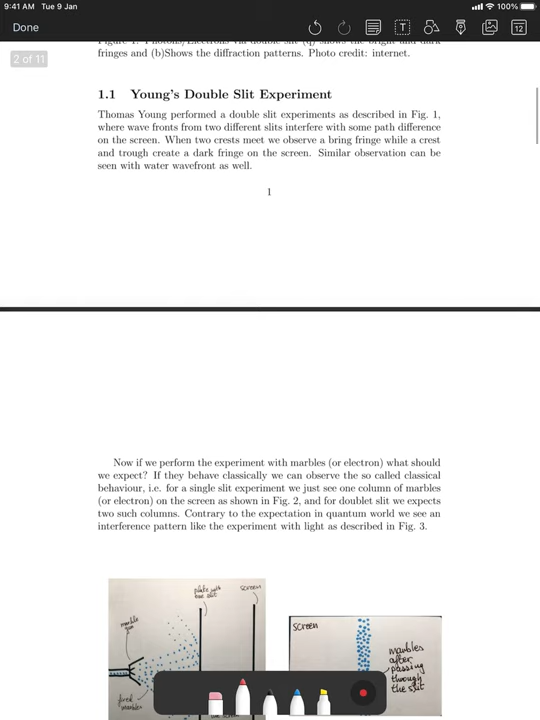 9:41 AM Tue 9 Jan
100%
Done
12
2 of 11
fringes and (b)Shows the diffraction patterns. Photo credit: internet.
1.1 Young's Double Slit Experiment
Thomas Young performed a double slit experiments as described in Fig. 1,
where wave fronts from two different slits interfere with some path difference
on the screen. When two crests meet we observe a bring fringe while a crest
and trough create a dark fringe on the screen. Similar observation can be
seen with water wavefront as well.
1
Now if we perform the experiment with marbles (or electron) what should
we expect? If they behave classically we can observe the so called classical
behaviour, i.e. for a single slit experiment we just see one column of marbles
(or electron) on the screen as shown in Fig. 2, and for doublet slit we expects
two such columns. Contrary to the expectation in quantum world we see an
interference pattern like the experiment with light as described in Fig. 3.
plate with
one slit
screen
marble
gun
fired
marbles
screen
marbles
after
passing
through
the slit